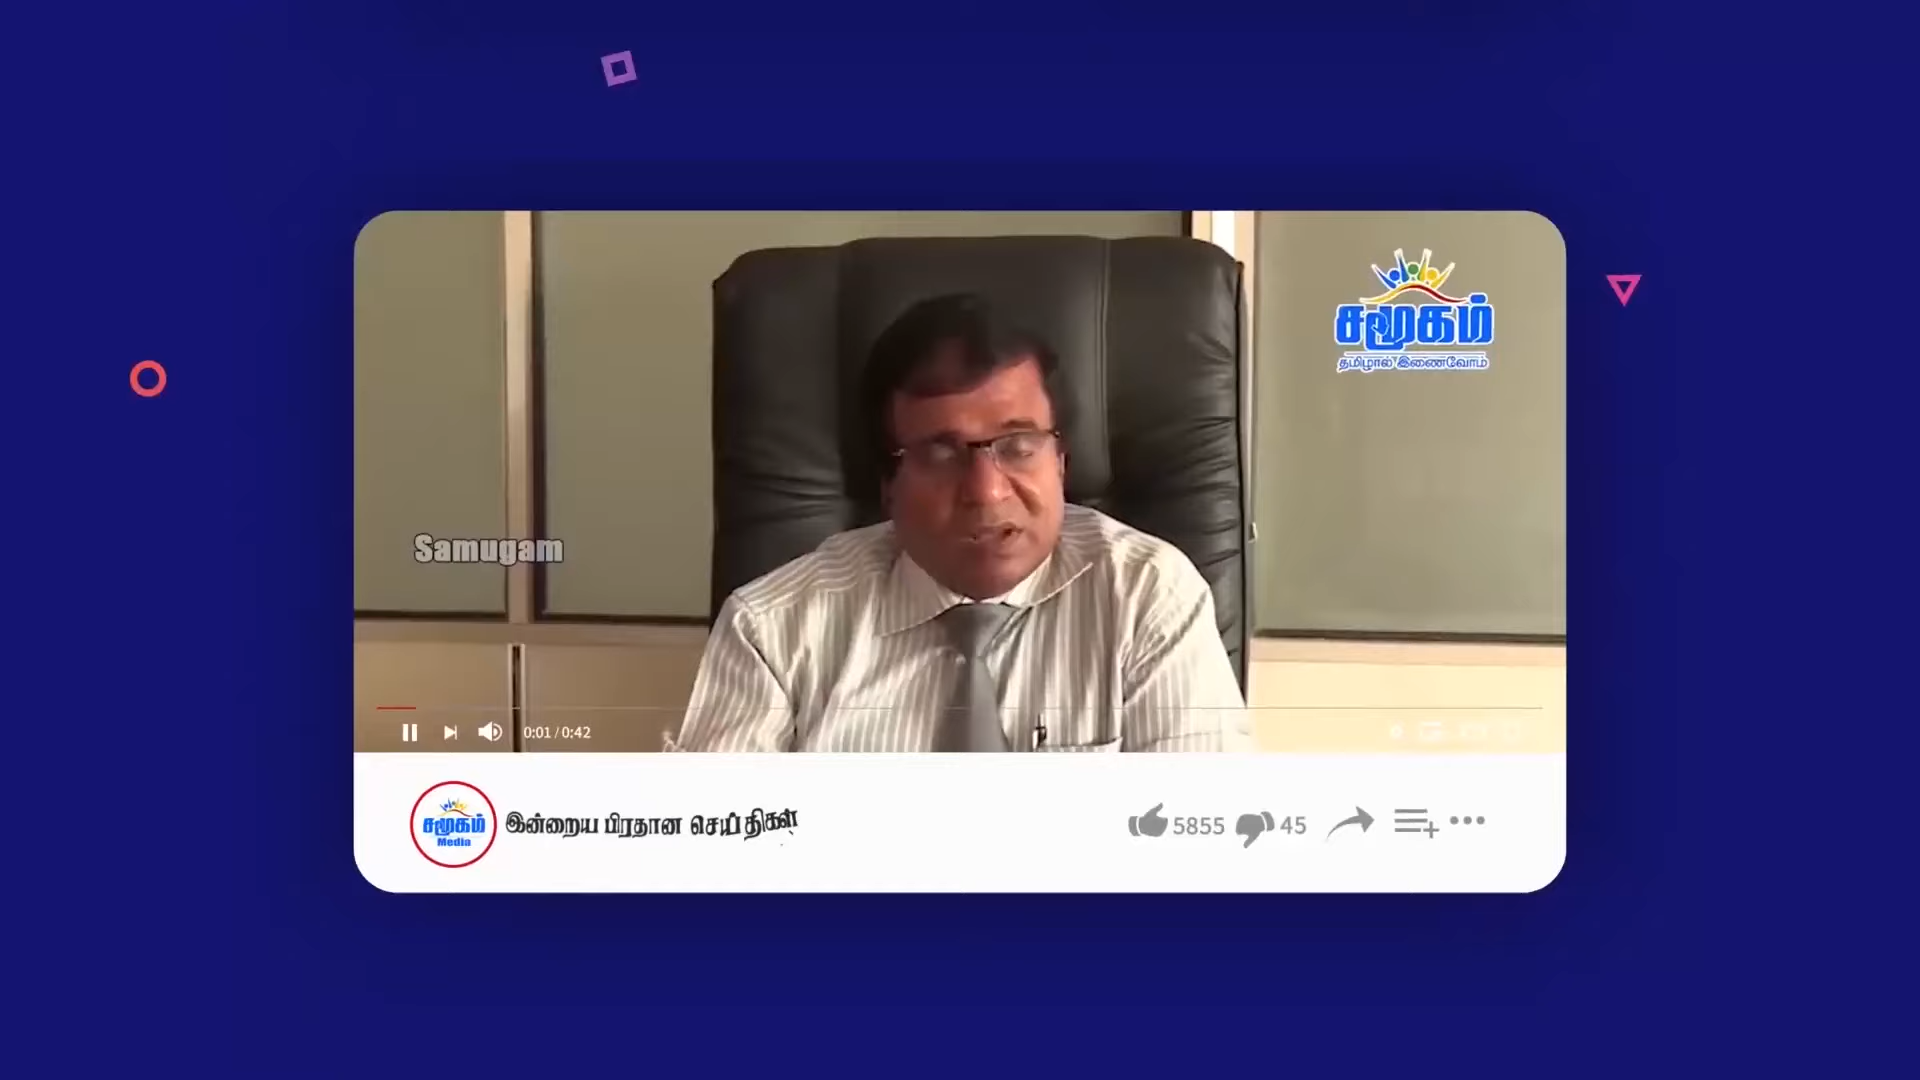 சமூகம்
தமிழால் இணைவோம்
Samugam
0:01 / 0:42
சமூகம்
Media
இன்றைய பிரதான செய்திகள்
5855
45